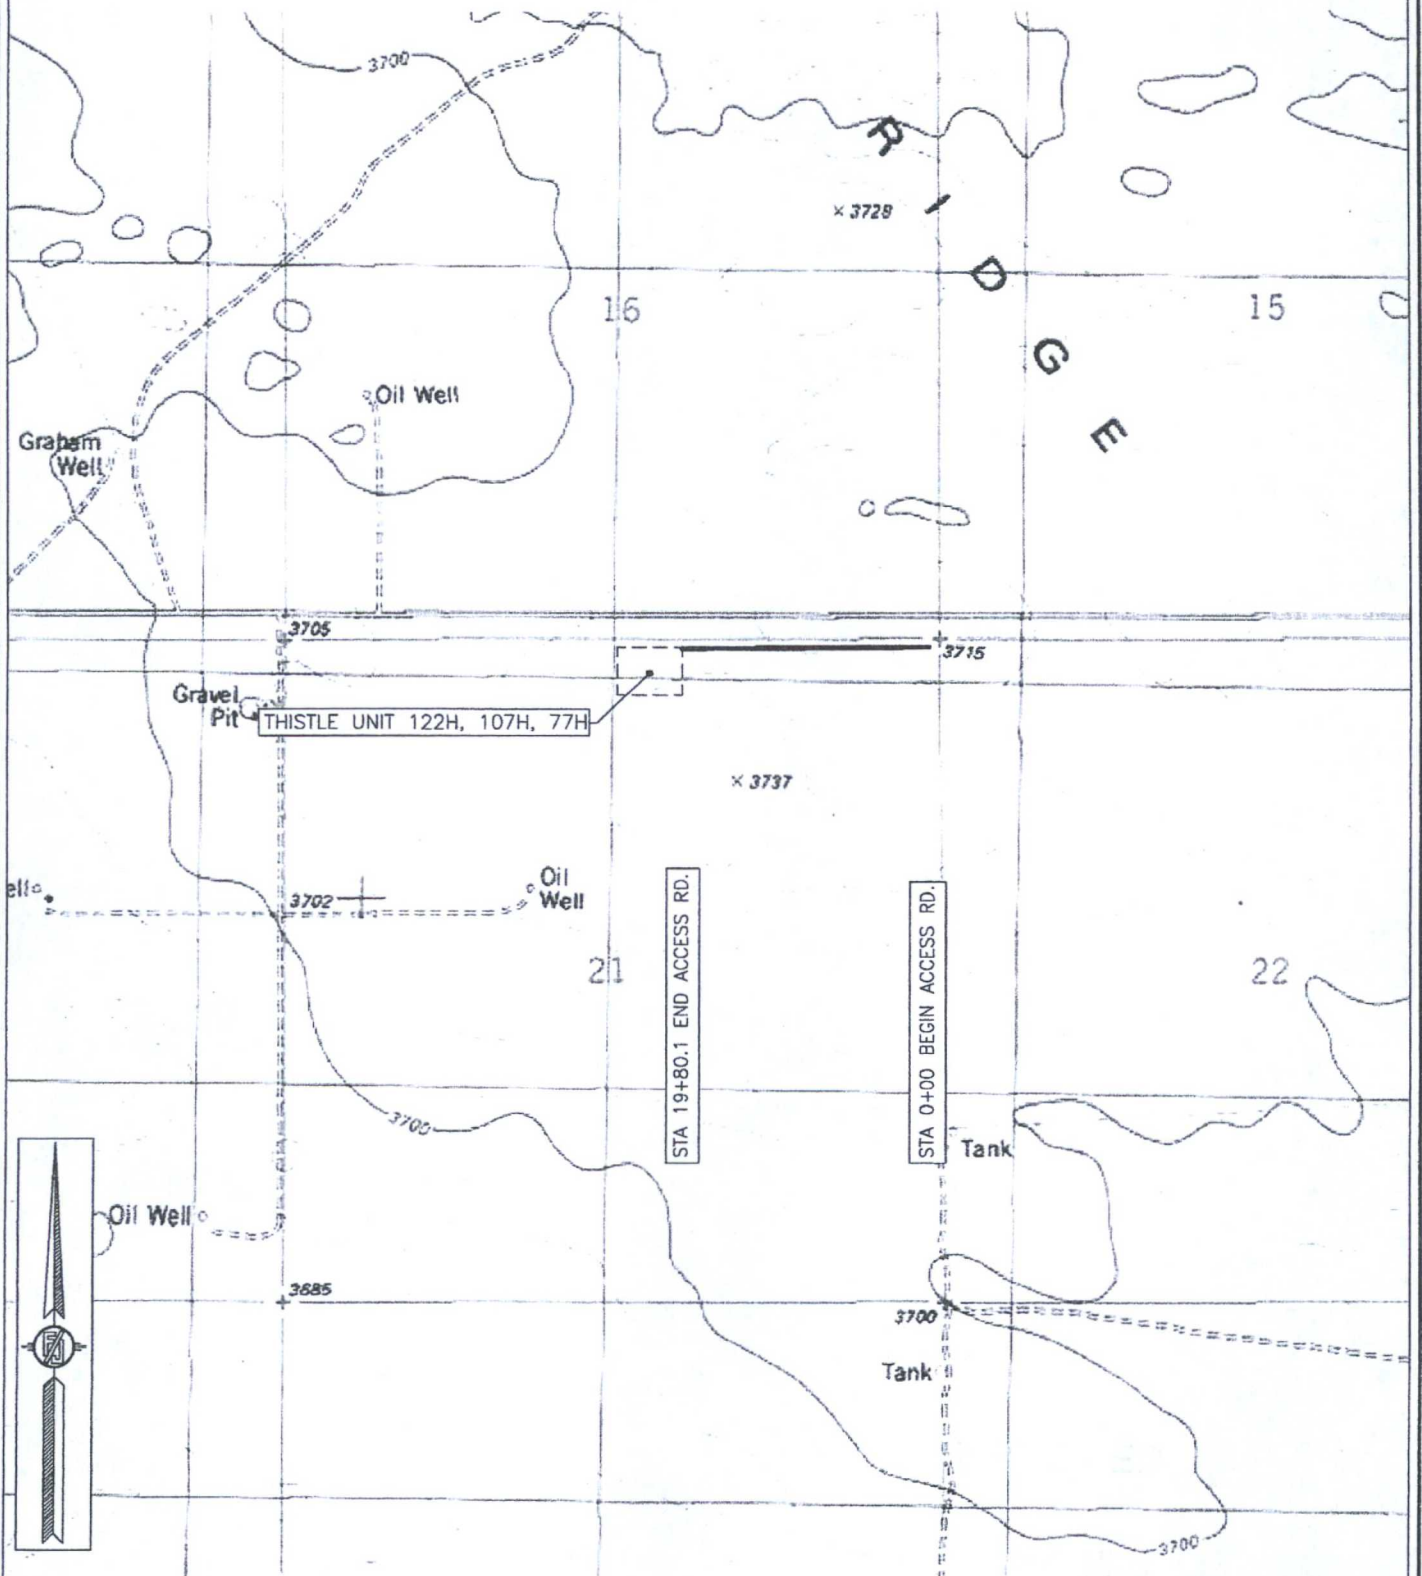 3700
R
I
D
G
E
3728
16
15
Oil Well
Graham
Well
3705
3715
Gravel
Pit
THISTLE UNIT 122H, 107H, 77H
3737
ell
3702
Oil
Well
21
22
STA 19+80.1 END ACCESS RD.
STA 0+00 BEGIN ACCESS RD.
3700
Tank
Oil Well
3685
3700
Tank
3700